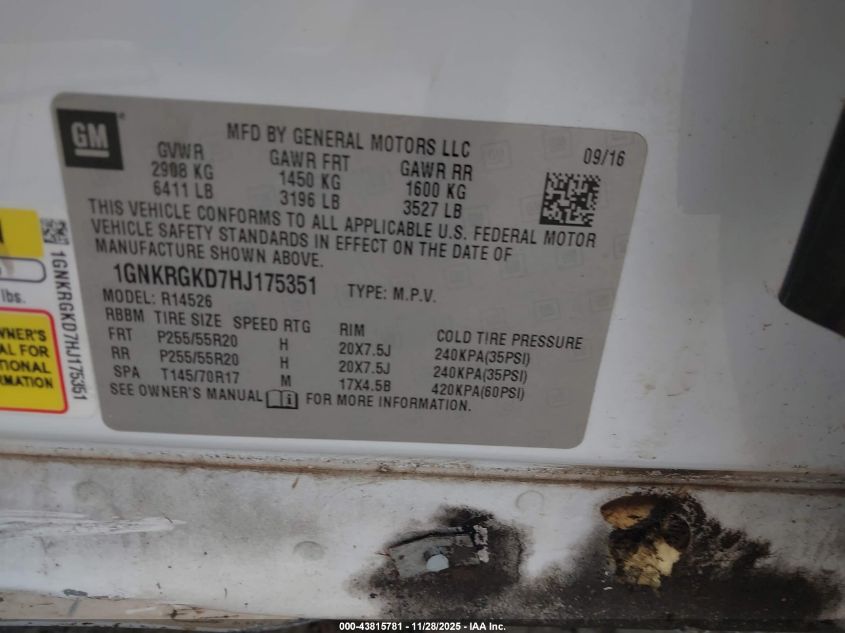 GM
MFD BY GENERAL MOTORS LLC
09/16
GVWR GAWR FRT GAWR RR
2908 KG 1450 KG 1600 KG
6411 LB 3196 LB 3527 LB
THIS VEHICLE CONFORMS TO ALL APPLICABLE U.S. FEDERAL MOTOR
VEHICLE SAFETY STANDARDS IN EFFECT ON THE DATE OF
MANUFACTURE SHOWN ABOVE.
1GNKRGKD7HJ175351 TYPE: M.P.V.
MODEL: R14526
RBBM TIRE SIZE SPEED RTG RIM COLD TIRE PRESSURE
FRT P255/55R20 H 20X7.5J 240KPA(35PSI)
RR P255/55R20 H 20X7.5J 240KPA(35PSI)
SPA T145/70R17 M 17X4.5B 420KPA(60PSI)
SEE OWNER'S MANUAL FOR MORE INFORMATION.
1GNKRGKD7HJ175351
lbs.
WNER'S
AL FOR
TIONAL
MATION
000-43815781 - 11/28/2025 - IAA Inc.